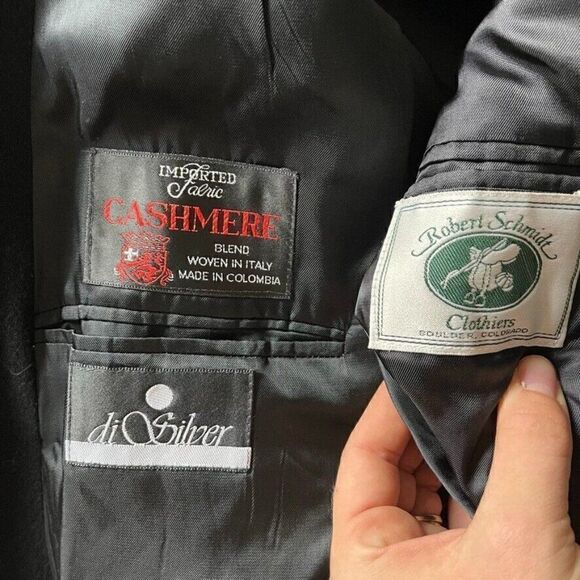 IMPORTED
Fabric
CASHMERE
BLEND
WOVEN IN ITALY
MADE IN COLOMBIA
di Silver
Robert Schmidt
Clothiers
BOULDER, COLORADO